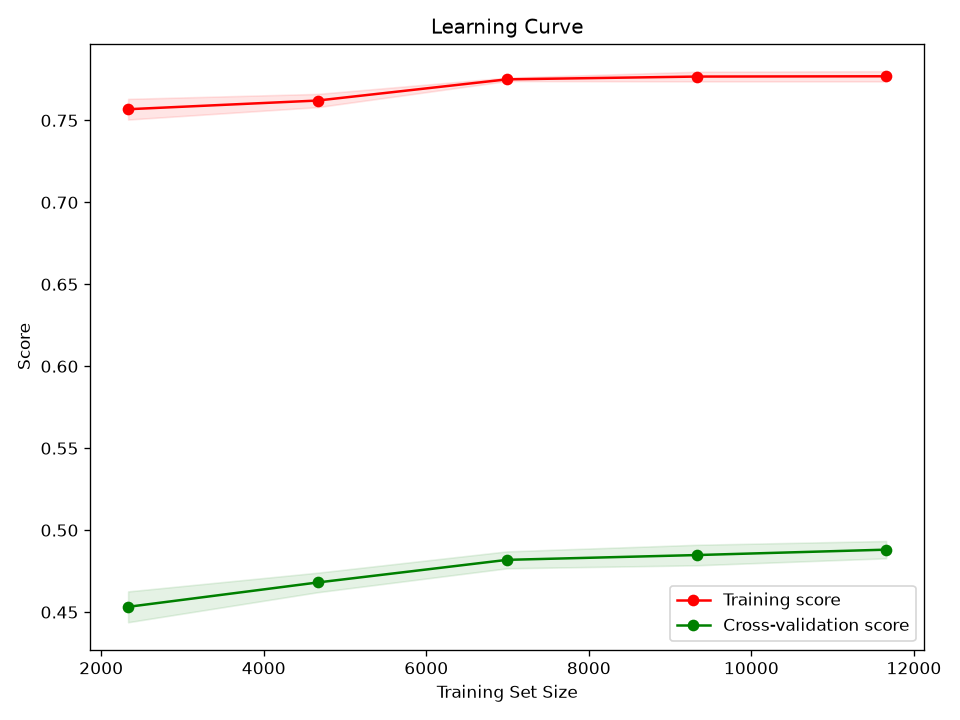 Learning Curve
0.75
0.70
0.65
0.60
0.55
0.50
0.45
Score
Training score
Cross-validation score
2000 4000 6000 8000 10000 12000
Training Set Size